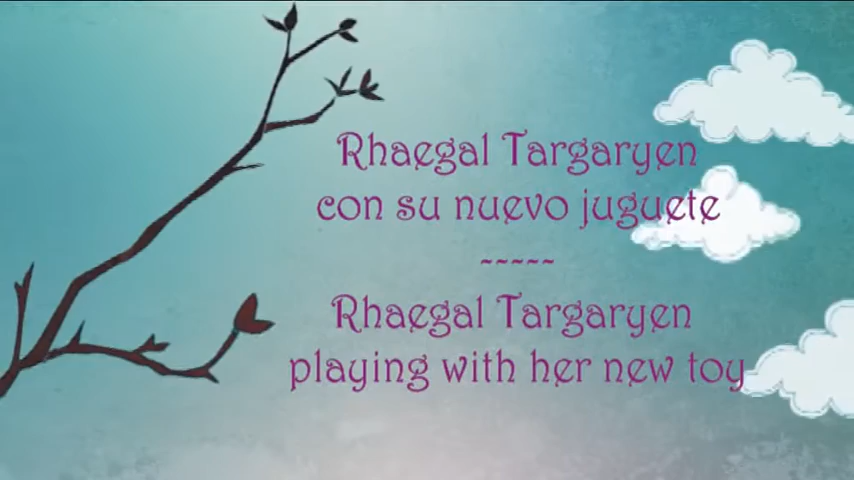 Rhaegal Targaryen
con su nuevo juguete
~~~~~
Rhaegal Targaryen
playing with her new toy